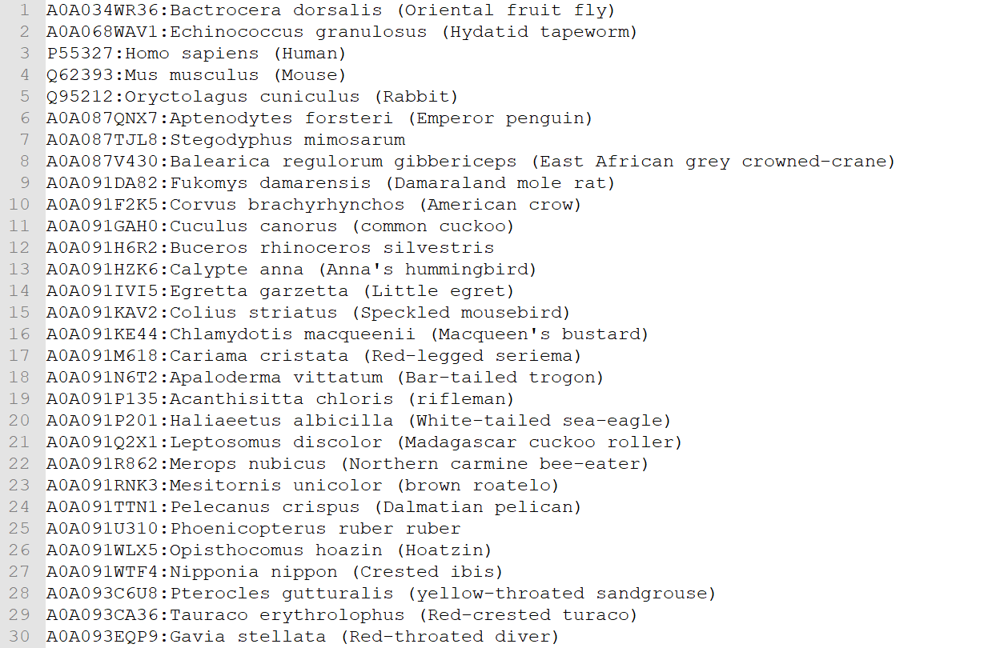 1 A0A034WR36:Bactrocera dorsalis (Oriental fruit fly)
2 A0A068WAV1:Echinococcus granulosus (Hydatid tapeworm)
3 P55327:Homo sapiens (Human)
4 Q62393:Mus musculus (Mouse)
5 Q95212:Oryctolagus cuniculus (Rabbit)
6 A0A087QNX7:Aptenodytes forsteri (Emperor penguin)
7 A0A087TJL8:Stegodyphus mimosarum
8 A0A087V430:Balearica regulorum gibbericeps (East African grey crowned-crane)
9 A0A091DA82:Fukomys damarensis (Damaraland mole rat)
10 A0A091F2K5:Corvus brachyrhynchos (American crow)
11 A0A091GAH0:Cuculus canorus (common cuckoo)
12 A0A091H6R2:Buceros rhinoceros silvestris
13 A0A091HZK6:Calypte anna (Anna's hummingbird)
14 A0A091IVI5:Egretta garzetta (Little egret)
15 A0A091KAV2:Colius striatus (Speckled mousebird)
16 A0A091KE44:Chlamydotis macqueenii (Macqueen's bustard)
17 A0A091M618:Cariama cristata (Red-legged seriema)
18 A0A091N6T2:Apaloderma vittatum (Bar-tailed trogon)
19 A0A091P135:Acanthisitta chloris (rifleman)
20 A0A091P201:Haliaeetus albicilla (White-tailed sea-eagle)
21 A0A091Q2X1:Leptosomus discolor (Madagascar cuckoo roller)
22 A0A091R862:Merops nubicus (Northern carmine bee-eater)
23 A0A091RNK3:Mesitornis unicolor (brown roatelo)
24 A0A091TTN1:Pelecanus crispus (Dalmatian pelican)
25 A0A091U310:Phoenicopterus ruber ruber
26 A0A091WLX5:Opisthocomus hoazin (Hoatzin)
27 A0A091WTF4:Nipponia nippon (Crested ibis)
28 A0A093C6U8:Pterocles gutturalis (yellow-throated sandgrouse)
29 A0A093CA36:Tauraco erythrolophus (Red-crested turaco)
30 A0A093EQP9:Gavia stellata (Red-throated diver)